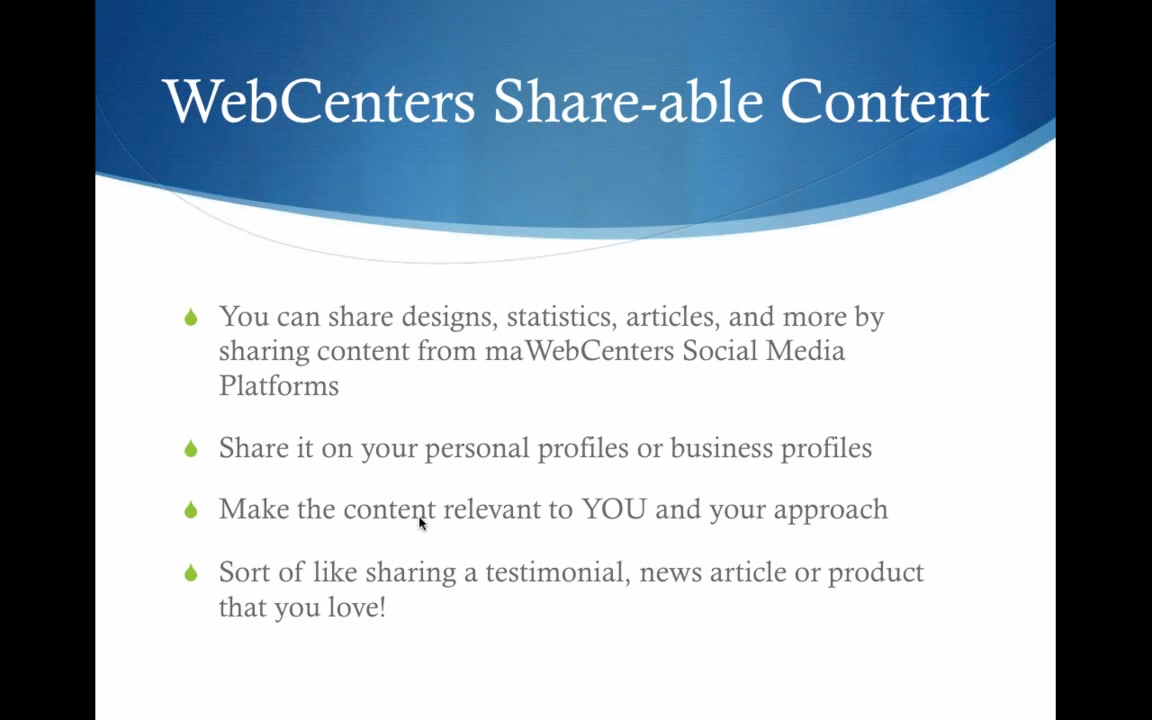 WebCenters Share-able Content
You can share designs, statistics, articles, and more by
sharing content from maWebCenters Social Media
Platforms
Share it on your personal profiles or business profiles
Make the content relevant to YOU and your approach
Sort of like sharing a testimonial, news article or product
that you love!